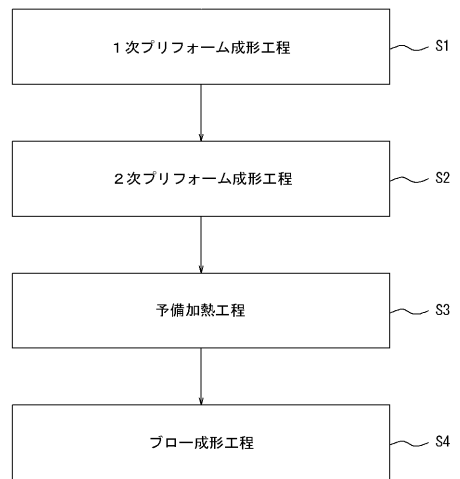 １次プリフォーム成形工程
S1
２次プリフォーム成形工程
S2
予備加熱工程
S3
ブロー成形工程
S4